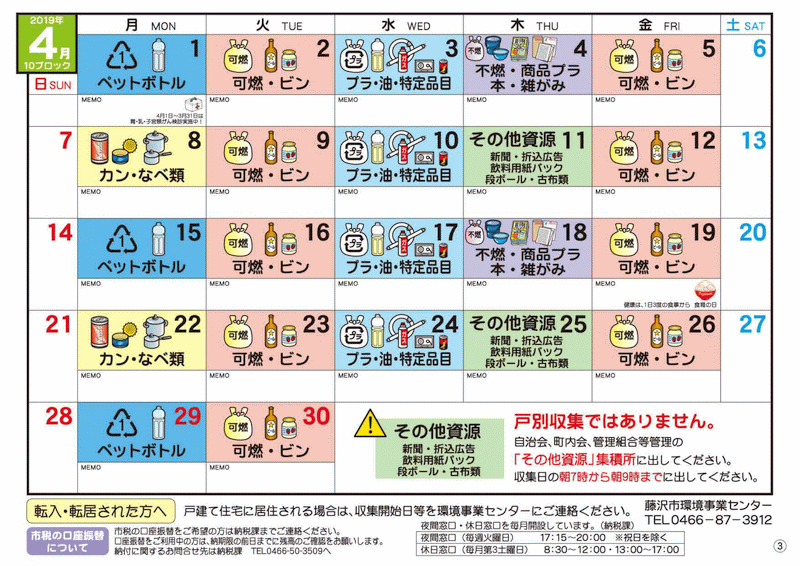 2019年
4月
10ブロック
日 SUN
月 MON
火 TUE
水 WED
木 THU
金 FRI
土 SAT
1
ペットボトル
MEMO
4月1日〜3月31日は
胃・乳・子宮頸がん検診実施中!
可燃
2
可燃・ビン
MEMO
プラ
3
プラ・油・特定品目
MEMO
不燃
4
不燃・商品プラ
本・雑がみ
MEMO
可燃
5
可燃・ビン
MEMO
6
7
8
カン・なべ類
MEMO
可燃
9
可燃・ビン
MEMO
プラ
10
プラ・油・特定品目
MEMO
その他資源 11
新聞・折込広告
飲料用紙パック
段ボール・古布類
MEMO
可燃
12
可燃・ビン
MEMO
13
14
1
15
ペットボトル
MEMO
可燃
16
可燃・ビン
MEMO
プラ
17
プラ・油・特定品目
MEMO
不燃
18
不燃・商品プラ
本・雑がみ
MEMO
可燃
19
可燃・ビン
MEMO
健康は、1日3度の食事から 食育の日
20
21
22
カン・なべ類
MEMO
可燃
23
可燃・ビン
MEMO
プラ
24
プラ・油・特定品目
MEMO
その他資源 25
新聞・折込広告
飲料用紙パック
段ボール・古布類
MEMO
可燃
26
可燃・ビン
MEMO
27
28
1
29
ペットボトル
MEMO
可燃
30
可燃・ビン
MEMO
その他資源
新聞・折込広告
飲料用紙パック
段ボール・古布類
戸別収集ではありません。
自治会、町内会、管理組合等管理の
「その他資源」集積所に出してください。
収集日の朝7時から朝9時までに出してください。
転入・転居された方へ
戸建て住宅に居住される場合は、収集開始日等を環境事業センターにご連絡ください。
藤沢市環境事業センター
TEL0466-87-3912
市税の口座振替
について
市税の口座振替をご希望の方は納税課までご連絡ください。
口座振替をご利用中の方は、納期限の前日までに残高のご確認をお願いします。
納付に関するお問合せ先は納税課 TEL0466-50-3509へ
夜間窓口・休日窓口を毎月開設しています。(納税課)
夜間窓口(毎週火曜日) 17:15〜20:00 ※祝日を除く
休日窓口(毎月第3土曜日) 8:30〜12:00・13:00〜17:00
③